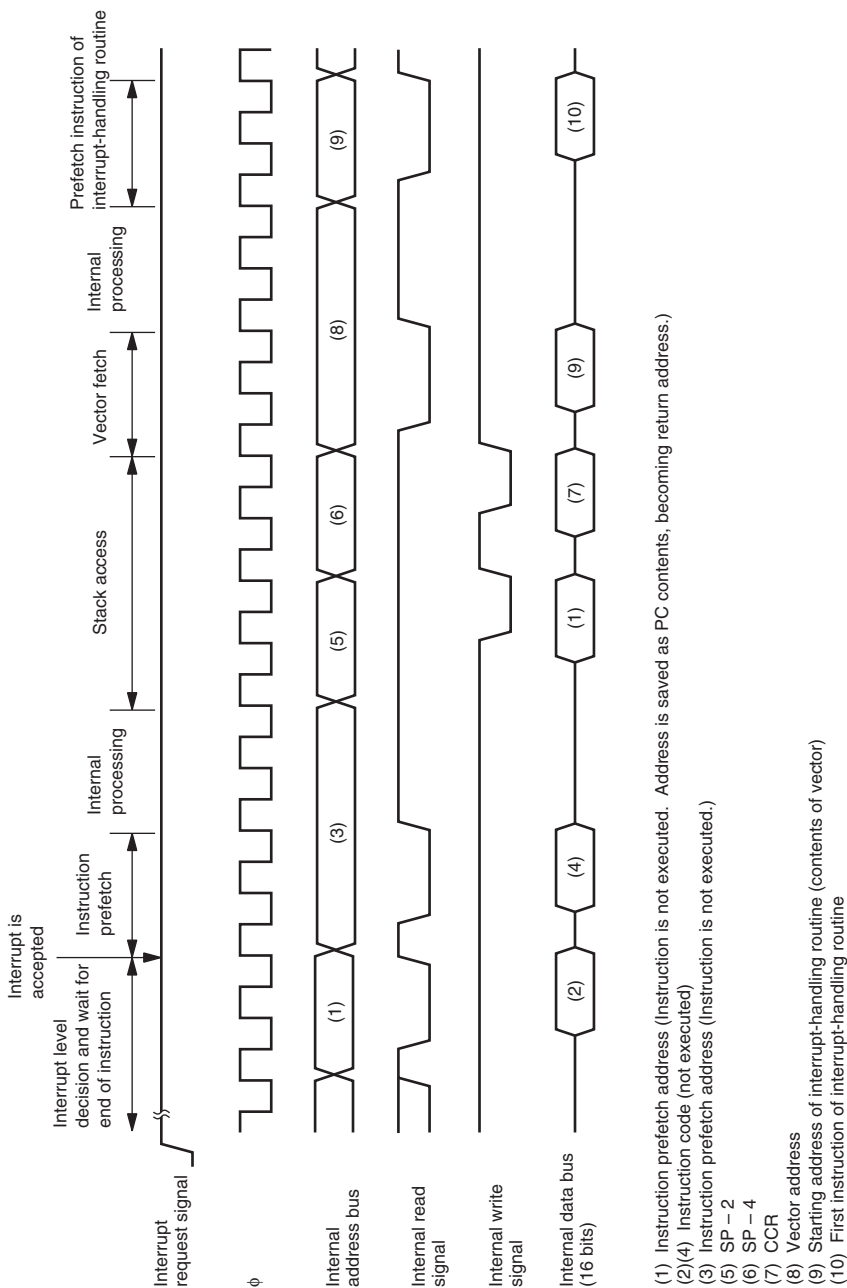 Interrupt is
accepted
Interrupt level
decision and wait for
end of instruction
Instruction
prefetch
Internal
processing
Stack access
Vector fetch
Internal
processing
Prefetch instruction of
interrupt-handling routine
Interrupt
request signal
φ
Internal
address bus
(1)
(3)
(5)
(6)
(8)
(9)
Internal read
signal
Internal write
signal
Internal data bus
(16 bits)
(2)
(4)
(1)
(7)
(9)
(10)
(1) Instruction prefetch address (Instruction is not executed. Address is saved as PC contents, becoming return address.)
(2)(4) Instruction code (not executed)
(3) Instruction prefetch address (Instruction is not executed.)
(5) SP – 2
(6) SP – 4
(7) CCR
(8) Vector address
(9) Starting address of interrupt-handling routine (contents of vector)
(10) First instruction of interrupt-handling routine